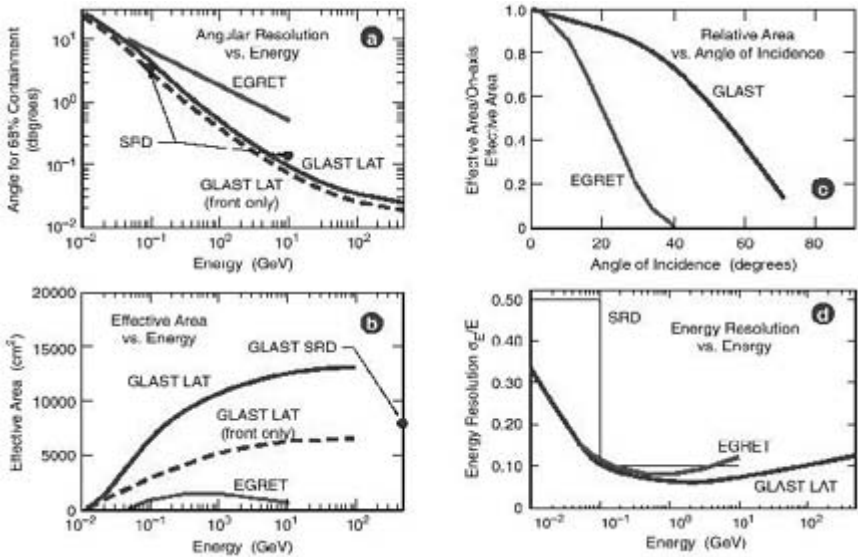 Angular Resolution
vs. Energy
a
EGRET
SRD
GLAST LAT
GLAST LAT
(front only)
Angle for 68% Containment
(degrees)
10^1
10^0
10^-1
10^-2
10^-2 10^-1 10^0 10^1 10^2
Energy (GeV)
Relative Area
vs. Angle of Incidence
GLAST
EGRET
c
Effective Area/On-axis
Effective Area
1.0
0.8
0.6
0.4
0.2
0
0 20 40 60 80
Angle of Incidence (degrees)
Effective Area
vs. Energy
b
GLAST SRD
GLAST LAT
GLAST LAT
(front only)
EGRET
Effective Area (cm²)
20000
15000
10000
5000
0
10^-2 10^-1 10^0 10^1 10^2
Energy (GeV)
d
SRD
Energy Resolution
vs. Energy
EGRET
GLAST LAT
Energy Resolution σE/E
0.50
0.40
0.30
0.20
0.10
0.00
10^-2 10^-1 10^0 10^1 10^2
Energy (GeV)